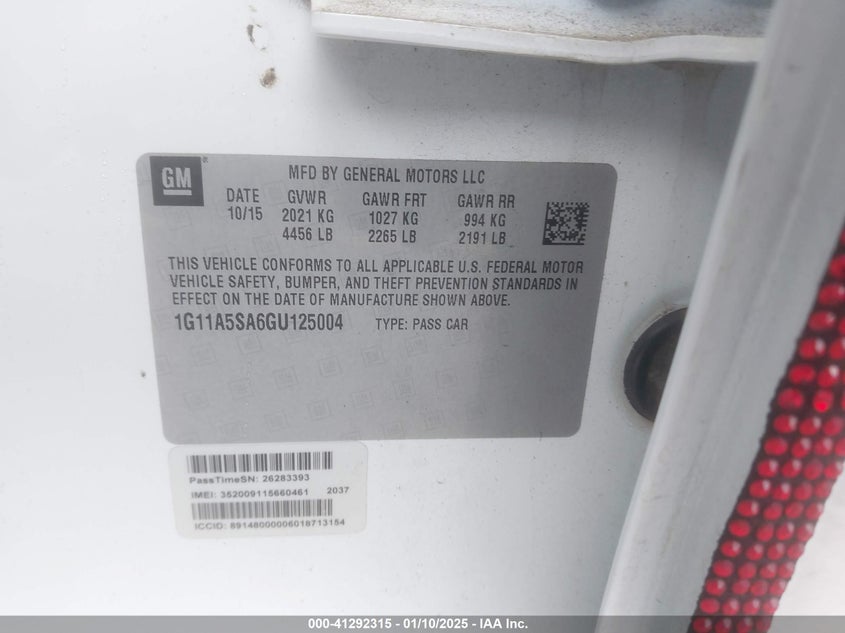 GM
MFD BY GENERAL MOTORS LLC
DATE GVWR GAWR FRT GAWR RR
10/15 2021 KG 1027 KG 994 KG
4456 LB 2265 LB 2191 LB
THIS VEHICLE CONFORMS TO ALL APPLICABLE U.S. FEDERAL MOTOR
VEHICLE SAFETY, BUMPER, AND THEFT PREVENTION STANDARDS
IN EFFECT ON THE DATE OF MANUFACTURE SHOWN ABOVE.
1G11A5SA6GU125004 TYPE: PASS CAR
PassTimeSN: 26283393
IMEI: 352009115660461 2037
ICCID: 89148000006018713154
000-41292315 - 01/10/2025 - IAA Inc.